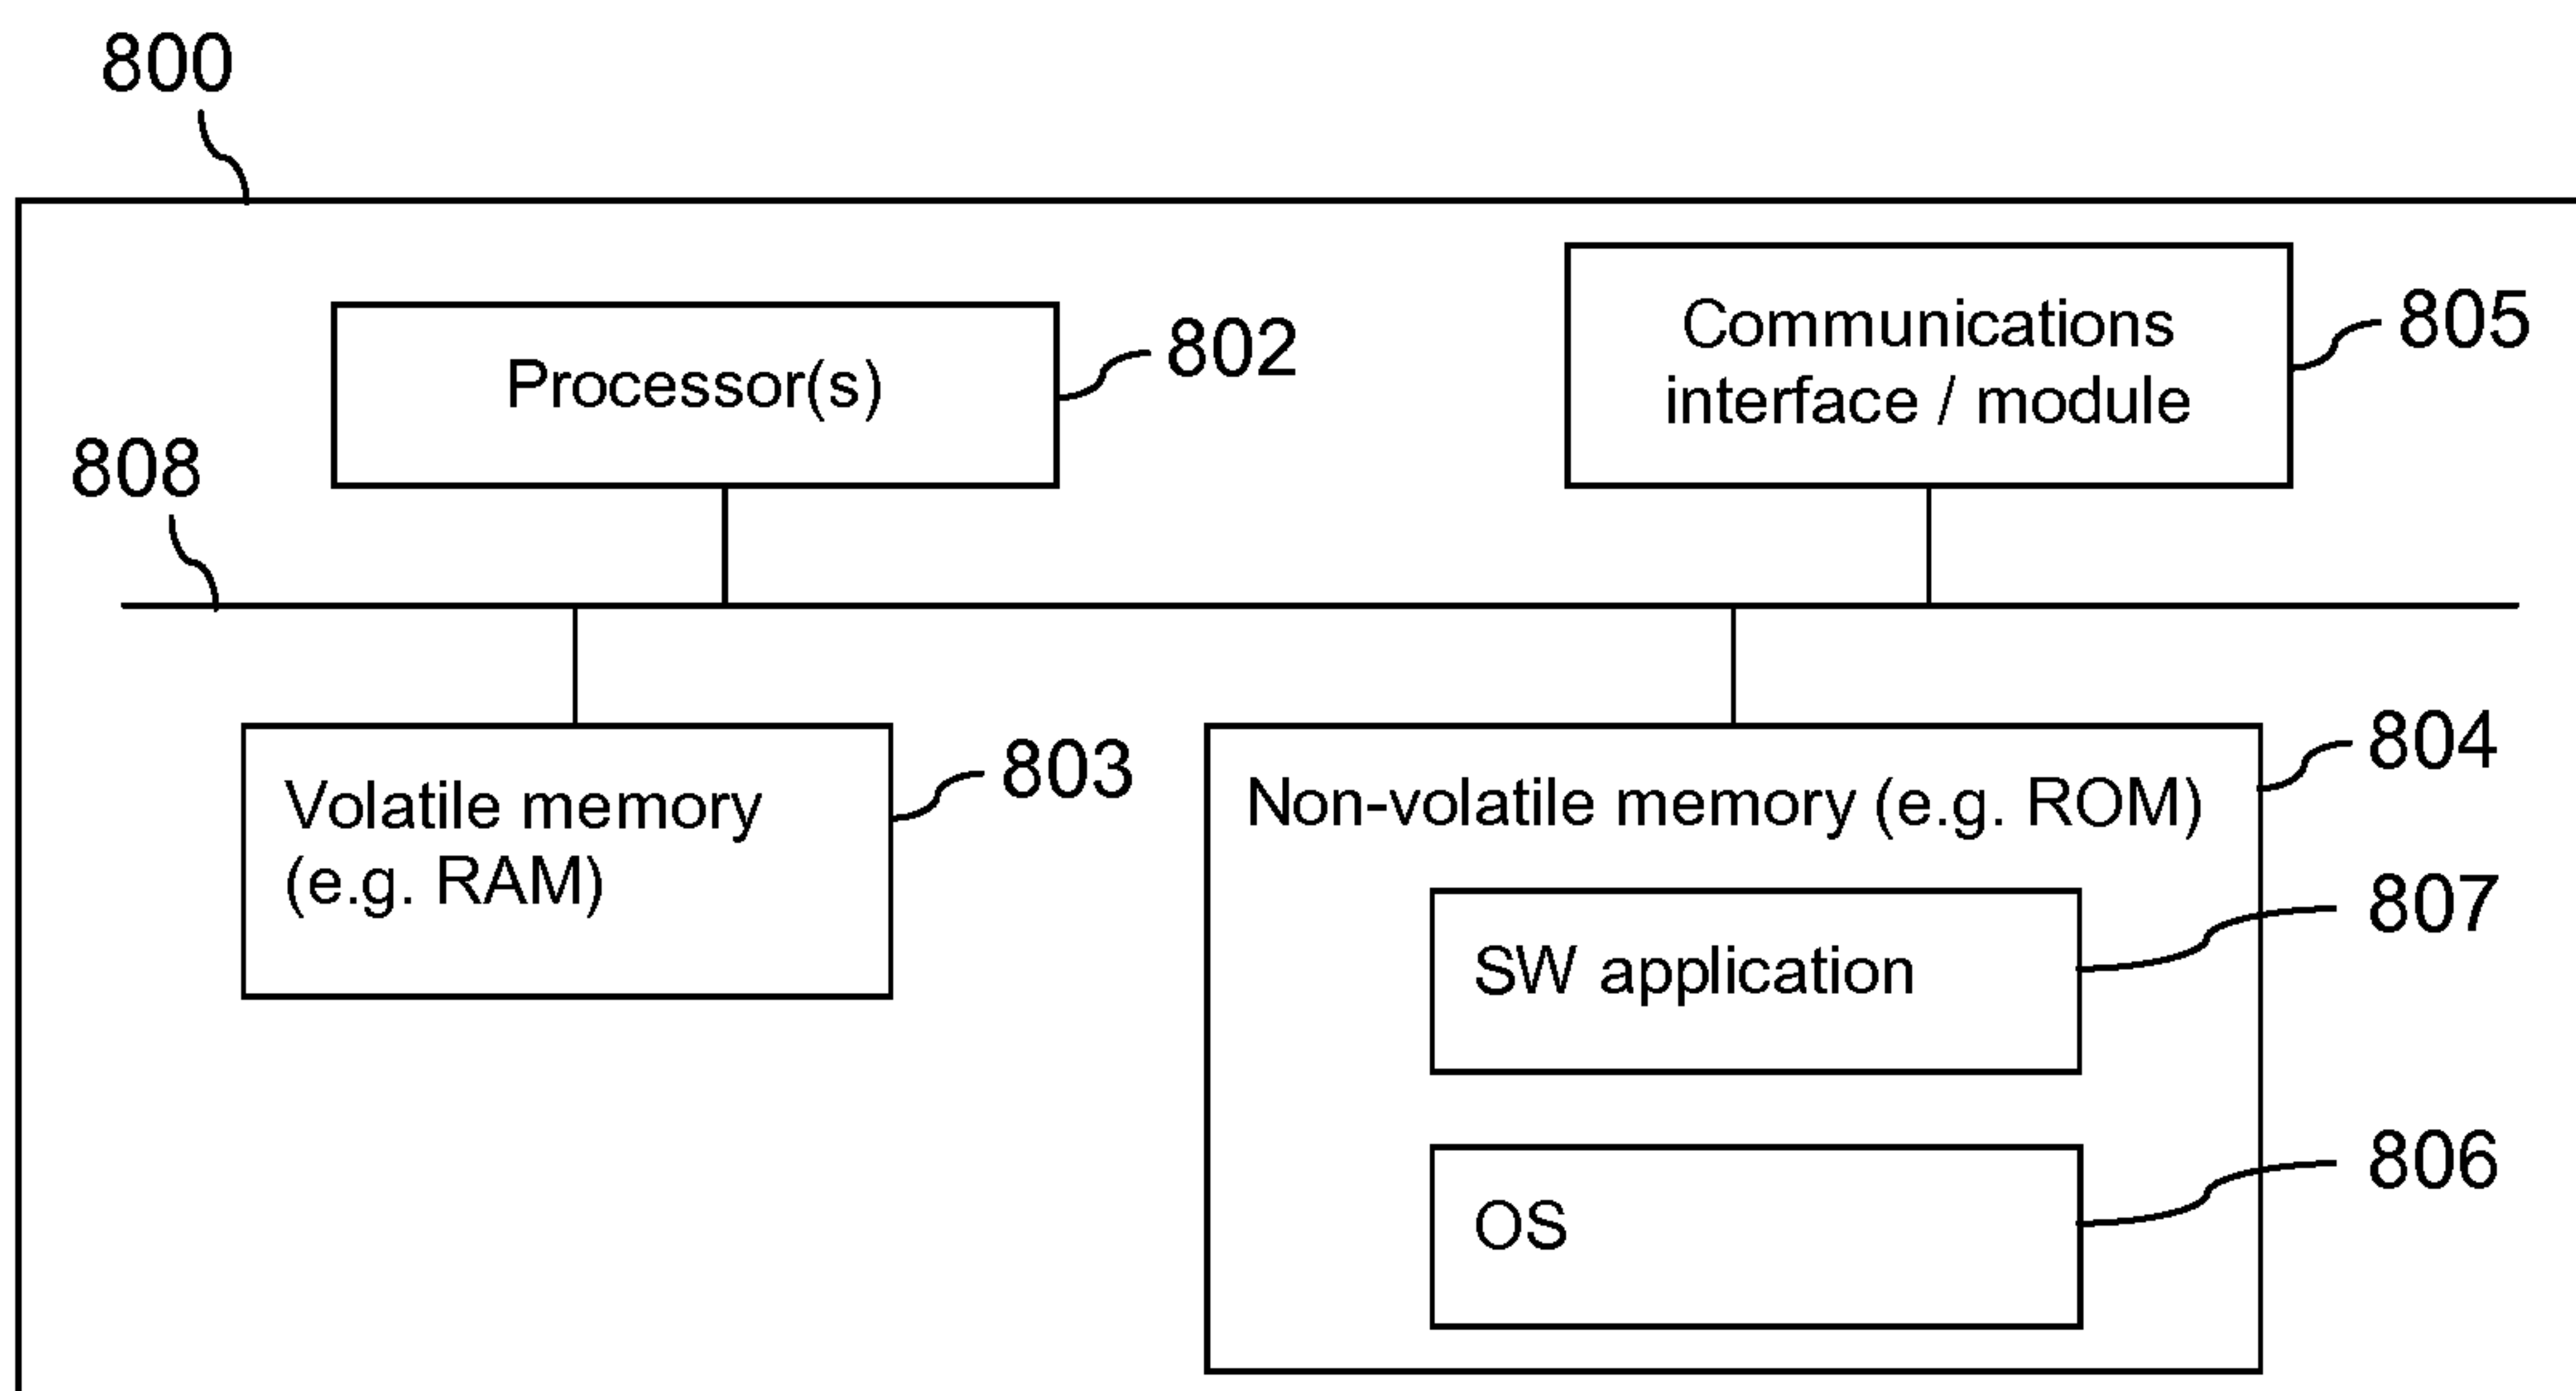 800
Processor(s)
802
Communications
interface / module
805
808
Volatile memory
(e.g. RAM)
803
Non-volatile memory (e.g. ROM)
804
SW application
807
OS
806